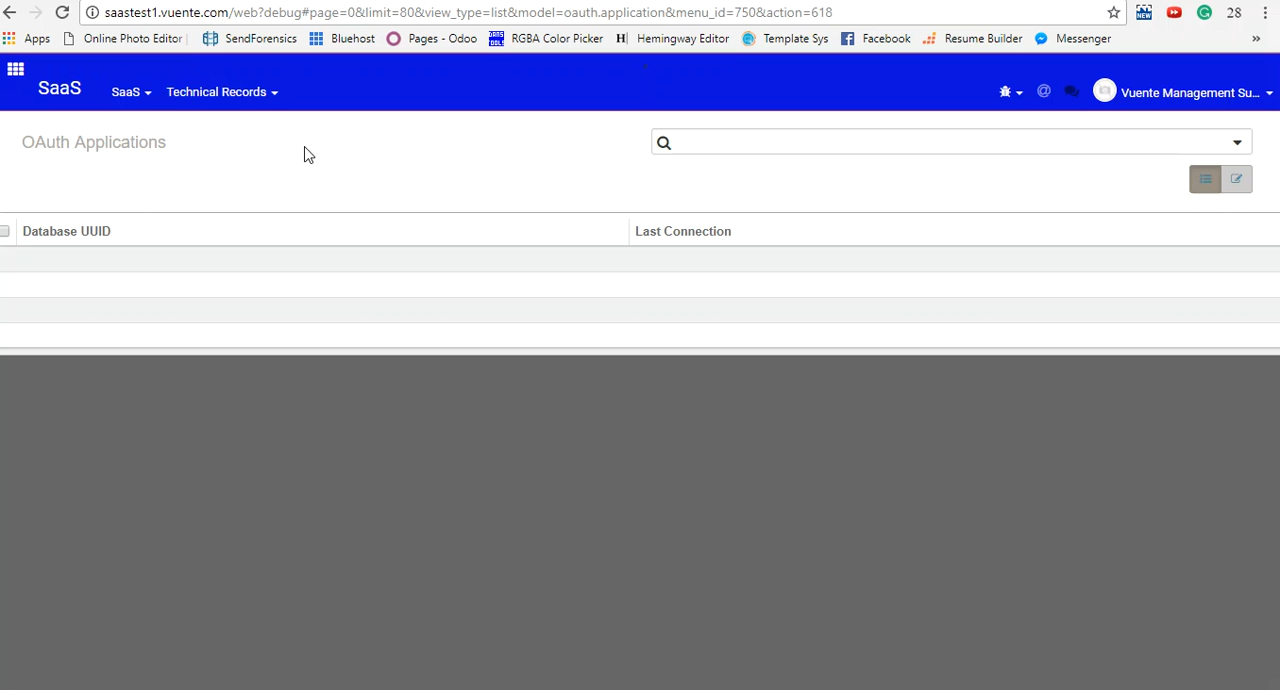 saastest1.vuente.com/web?debug#page=0&limit=80&view_type=list&model=oauth.application&menu_id=750&action=618
NEW 28
Apps Online Photo Editor SendForensics Bluehost Pages - Odoo RGBA Color Picker H Hemingway Editor Template Sys Facebook Resume Builder Messenger »
SaaS SaaS Technical Records @ Vuente Management Su...
OAuth Applications
Database UUID Last Connection